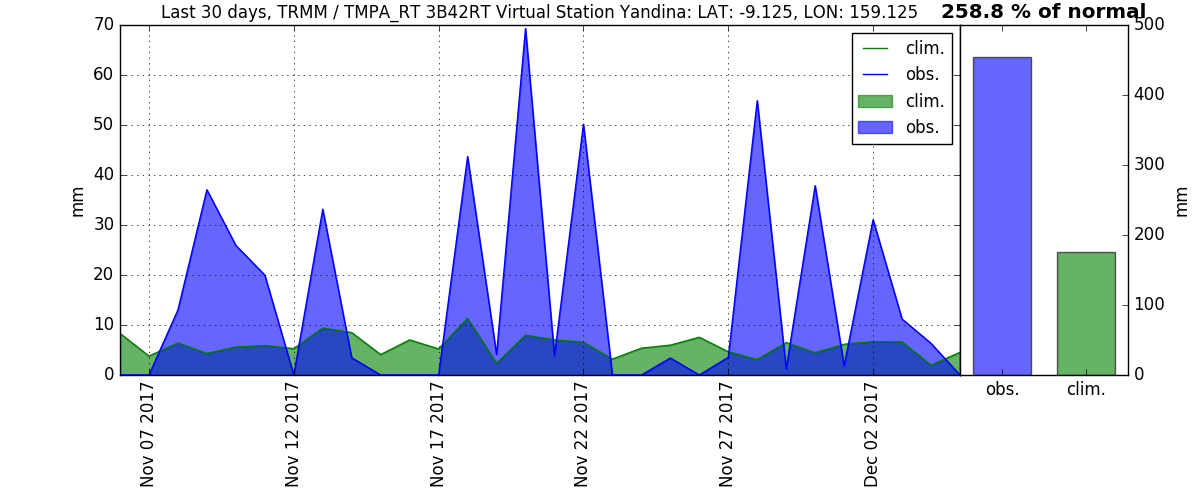 Last 30 days, TRMM / TMPA_RT 3B42RT Virtual Station Yandina: LAT: -9.125, LON: 159.125
258.8 % of normal
70
60
50
40
30
20
10
0
mm
clim.
obs.
clim.
obs.
500
400
300
200
100
0
mm
Nov 07 2017
Nov 12 2017
Nov 17 2017
Nov 22 2017
Nov 27 2017
Dec 02 2017
obs.
clim.